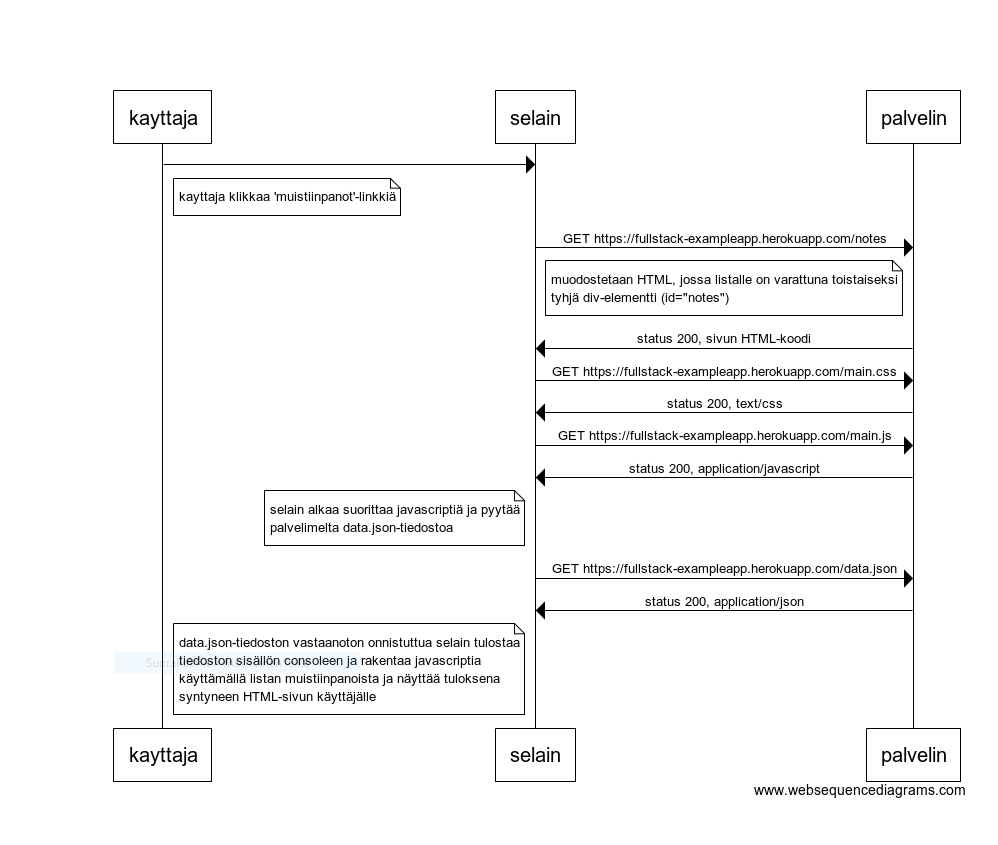 kayttaja
selain
palvelin
kayttaja klikkaa 'muistiinpanot'-linkkiä
GET https://fullstack-exampleapp.herokuapp.com/notes
muodostetaan HTML, jossa listalle on varattuna toistaiseksi
tyhjä div-elementti (id="notes")
status 200, sivun HTML-koodi
GET https://fullstack-exampleapp.herokuapp.com/main.css
status 200, text/css
GET https://fullstack-exampleapp.herokuapp.com/main.js
status 200, application/javascript
selain alkaa suorittaa javascriptiä ja pyytää
palvelimelta data.json-tiedostoa
GET https://fullstack-exampleapp.herokuapp.com/data.json
status 200, application/json
data.json-tiedoston vastaanoton onnistuttua selain tulostaa
tiedoston sisällön consoleen ja rakentaa javascriptia
käyttämällä listan muistiinpanoista ja näyttää tuloksena
syntyneen HTML-sivun käyttäjälle
kayttaja
selain
palvelin
www.websequencediagrams.com